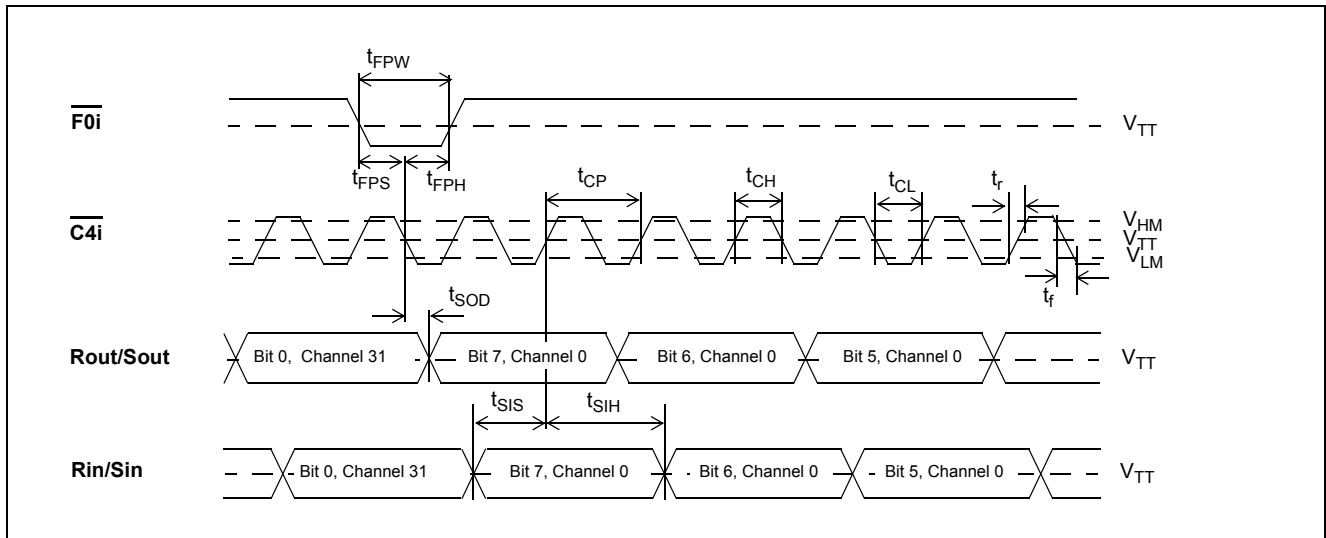 tFPW
F0i
VTT
tFPS
tFPH
tCP
tCH
tCL
tr
C4i
VHM
VTT
VLM
tf
tSOD
Rout/Sout
Bit 0, Channel 31
Bit 7, Channel 0
Bit 6, Channel 0
Bit 5, Channel 0
VTT
tSIS
tSIH
Rin/Sin
Bit 0, Channel 31
Bit 7, Channel 0
Bit 6, Channel 0
Bit 5, Channel 0
VTT